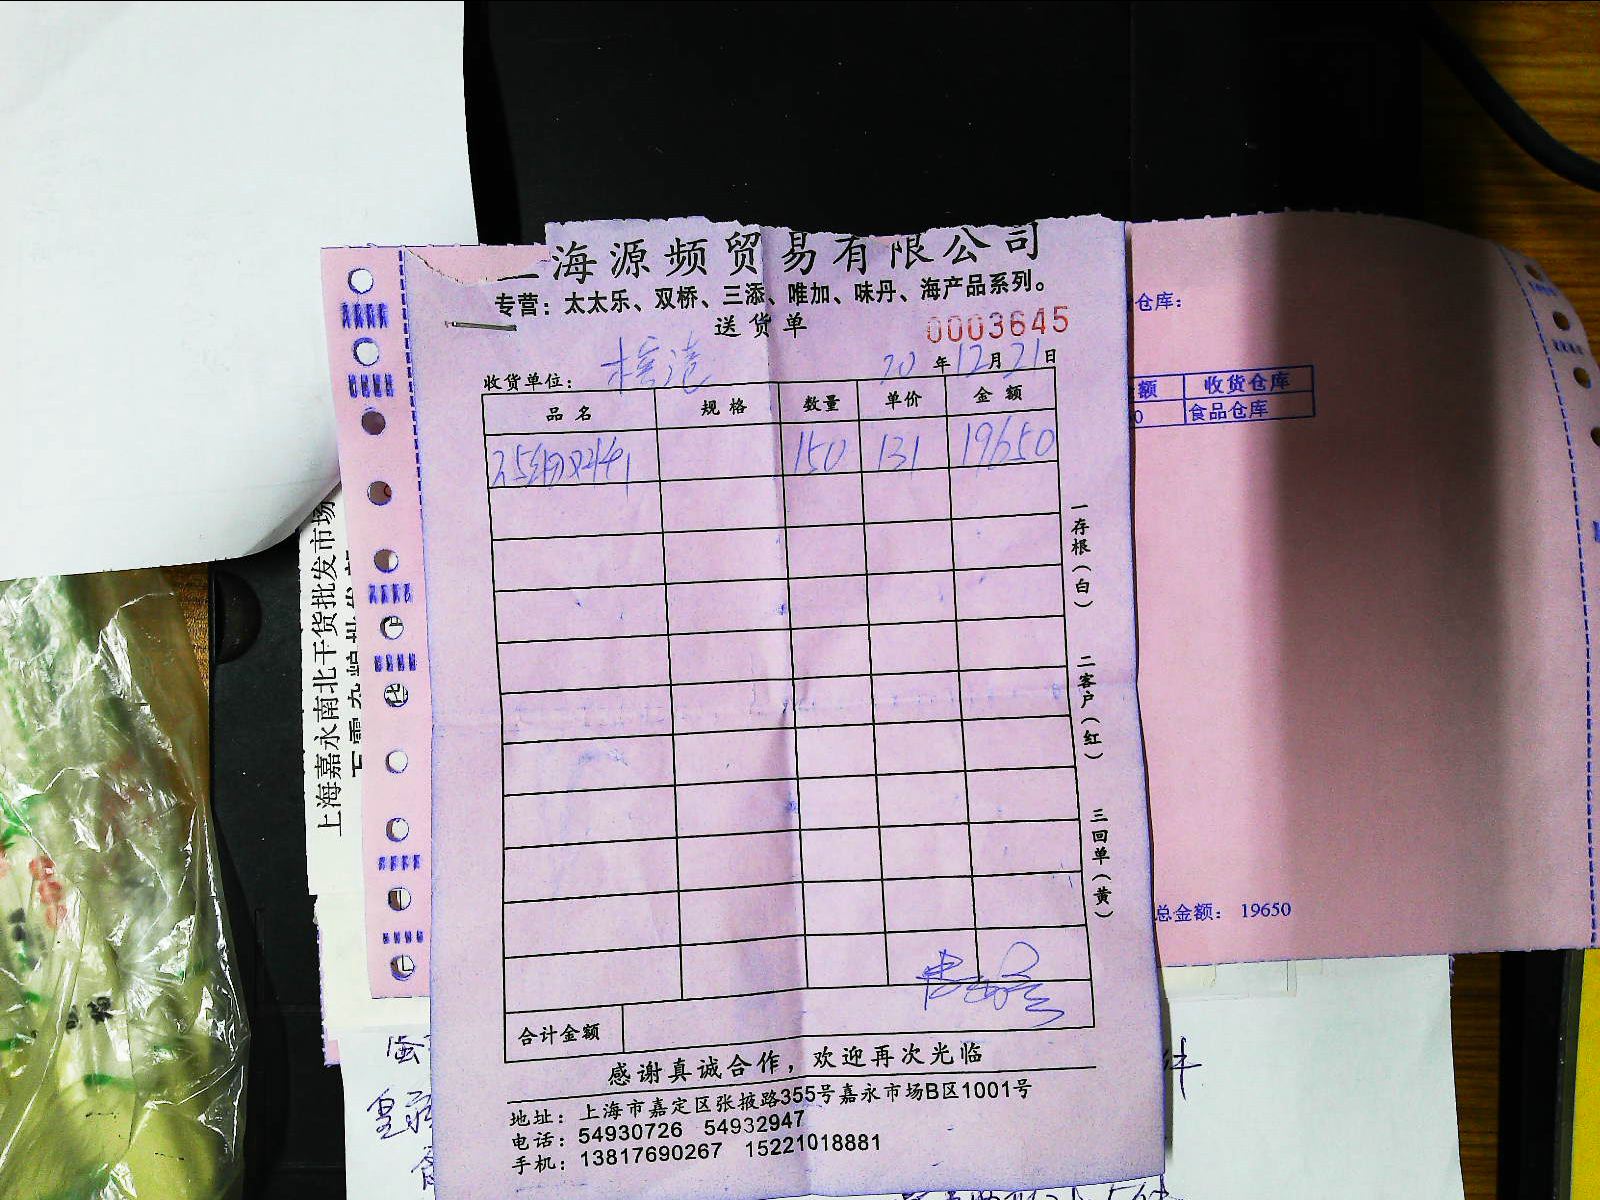 上海源频贸易有限公司
专营：太太乐、双桥、三添、唯加、味丹、海产品系列。
送货单
0003645
收货单位：
20 年 12 月 21 日
品名 规格 数量 单价 金额
150 131 19650
合计金额
感谢真诚合作，欢迎再次光临
地址：上海市嘉定区张掖路355号嘉永市场B区1001号
电话：54930726 54932947
手机：13817690267 15221018881
一存根（白）
二客户（红）
三回单（黄）
仓库：
额 收货仓库
0 食品仓库
总金额： 19650
上海嘉永南北干货批发市场